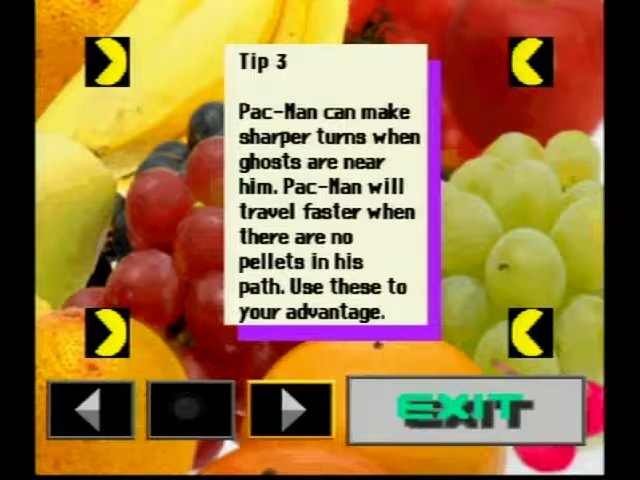 Tip 3
Pac-Man can make
sharper turns when
ghosts are near
him. Pac-Man will
travel faster when
there are no
pellets in his
path. Use these to
your advantage.
EXIT